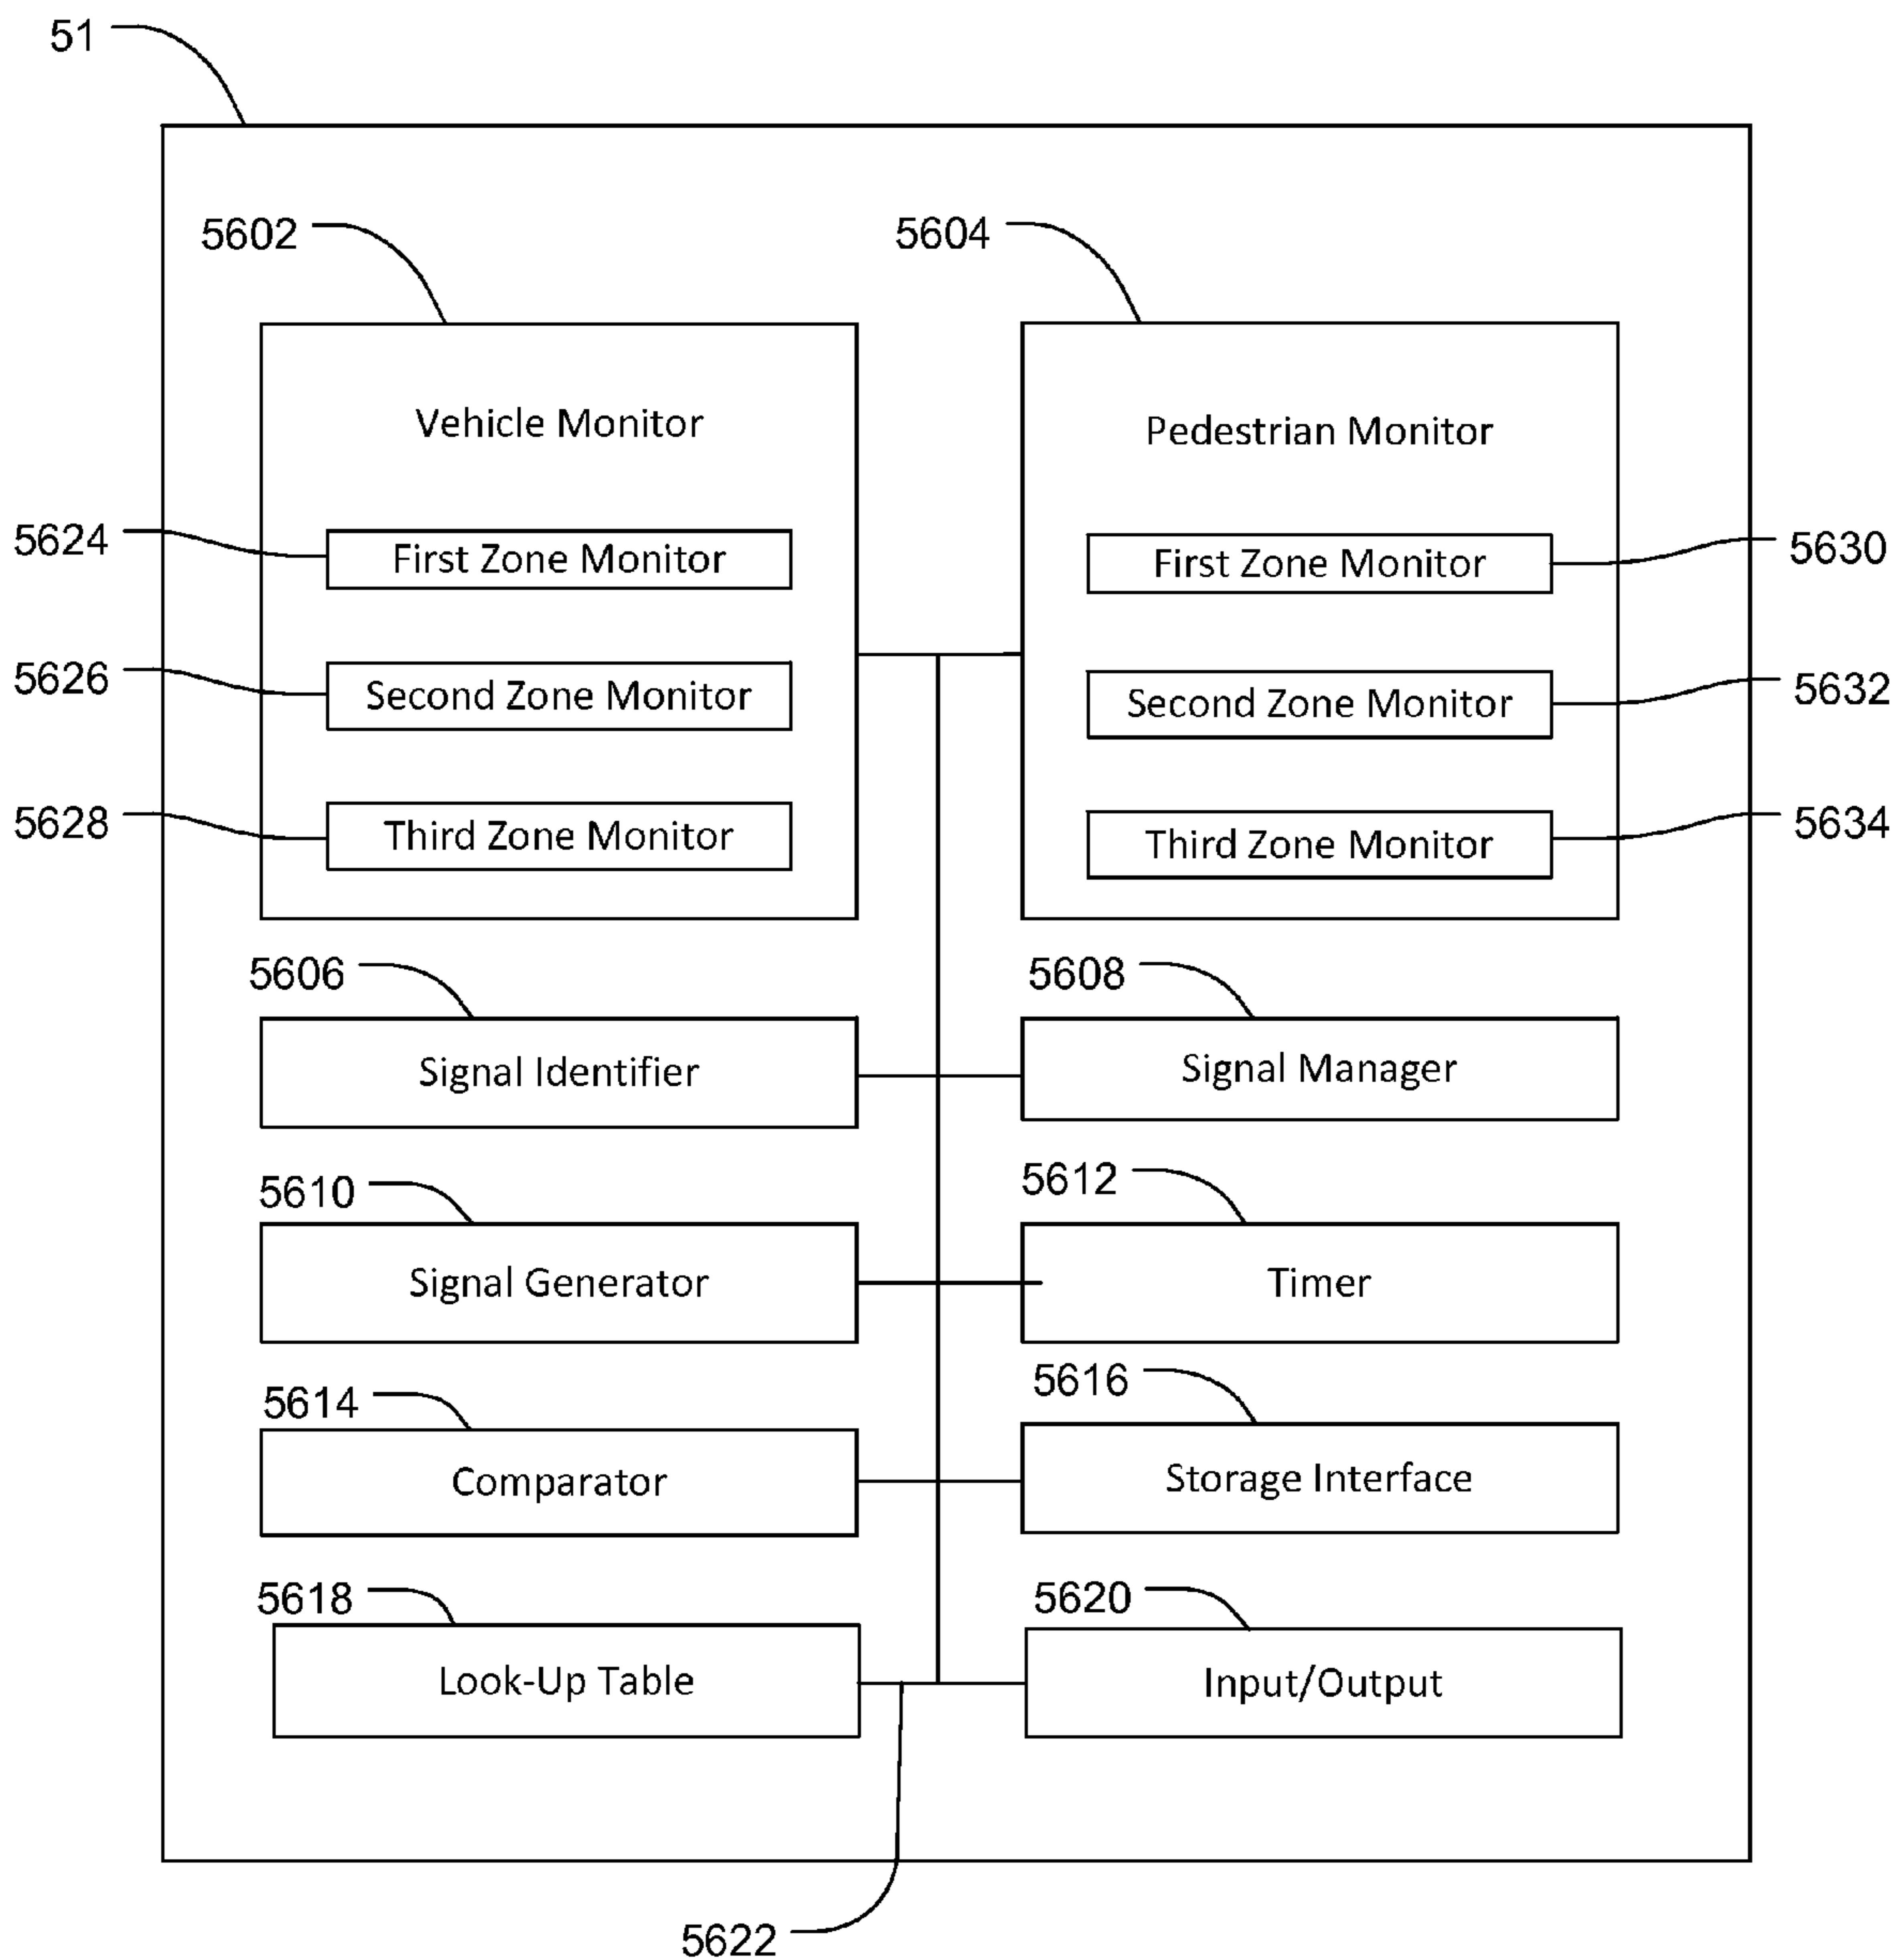 51
5602
5604
Vehicle Monitor
Pedestrian Monitor
5624
First Zone Monitor
First Zone Monitor
5630
5626
Second Zone Monitor
Second Zone Monitor
5632
5628
Third Zone Monitor
Third Zone Monitor
5634
5606
5608
Signal Identifier
Signal Manager
5610
5612
Signal Generator
Timer
5614
5616
Comparator
Storage Interface
5618
5620
Look-Up Table
Input/Output
5622